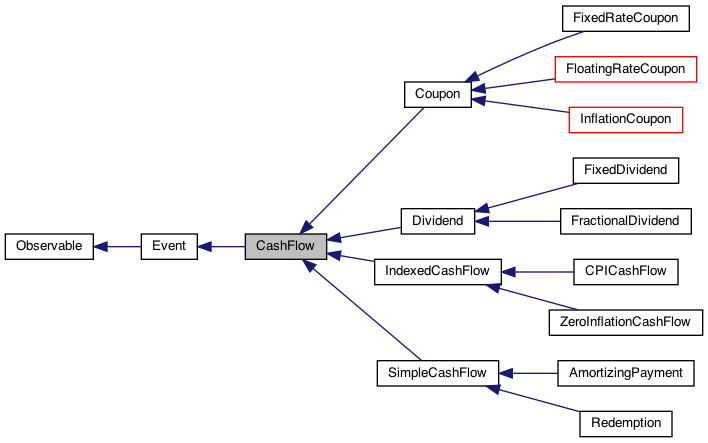 FixedRateCoupon
FloatingRateCoupon
Coupon
InflationCoupon
FixedDividend
Dividend
FractionalDividend
Observable
Event
CashFlow
IndexedCashFlow
CPICashFlow
ZeroInflationCashFlow
SimpleCashFlow
AmortizingPayment
Redemption